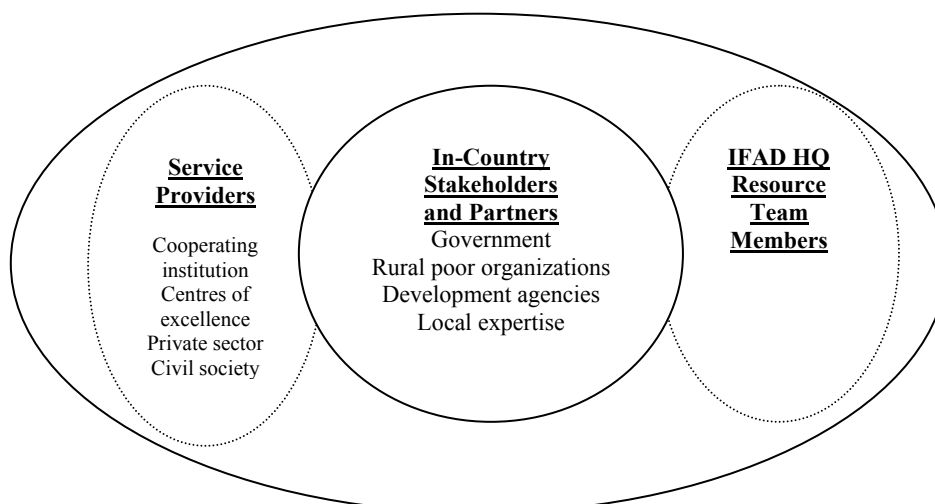 Service
Providers
Cooperating
institution
Centres of
excellence
Private sector
Civil society
In-Country
Stakeholders
and Partners
Government
Rural poor organizations
Development agencies
Local expertise
IFAD HQ
Resource
Team
Members